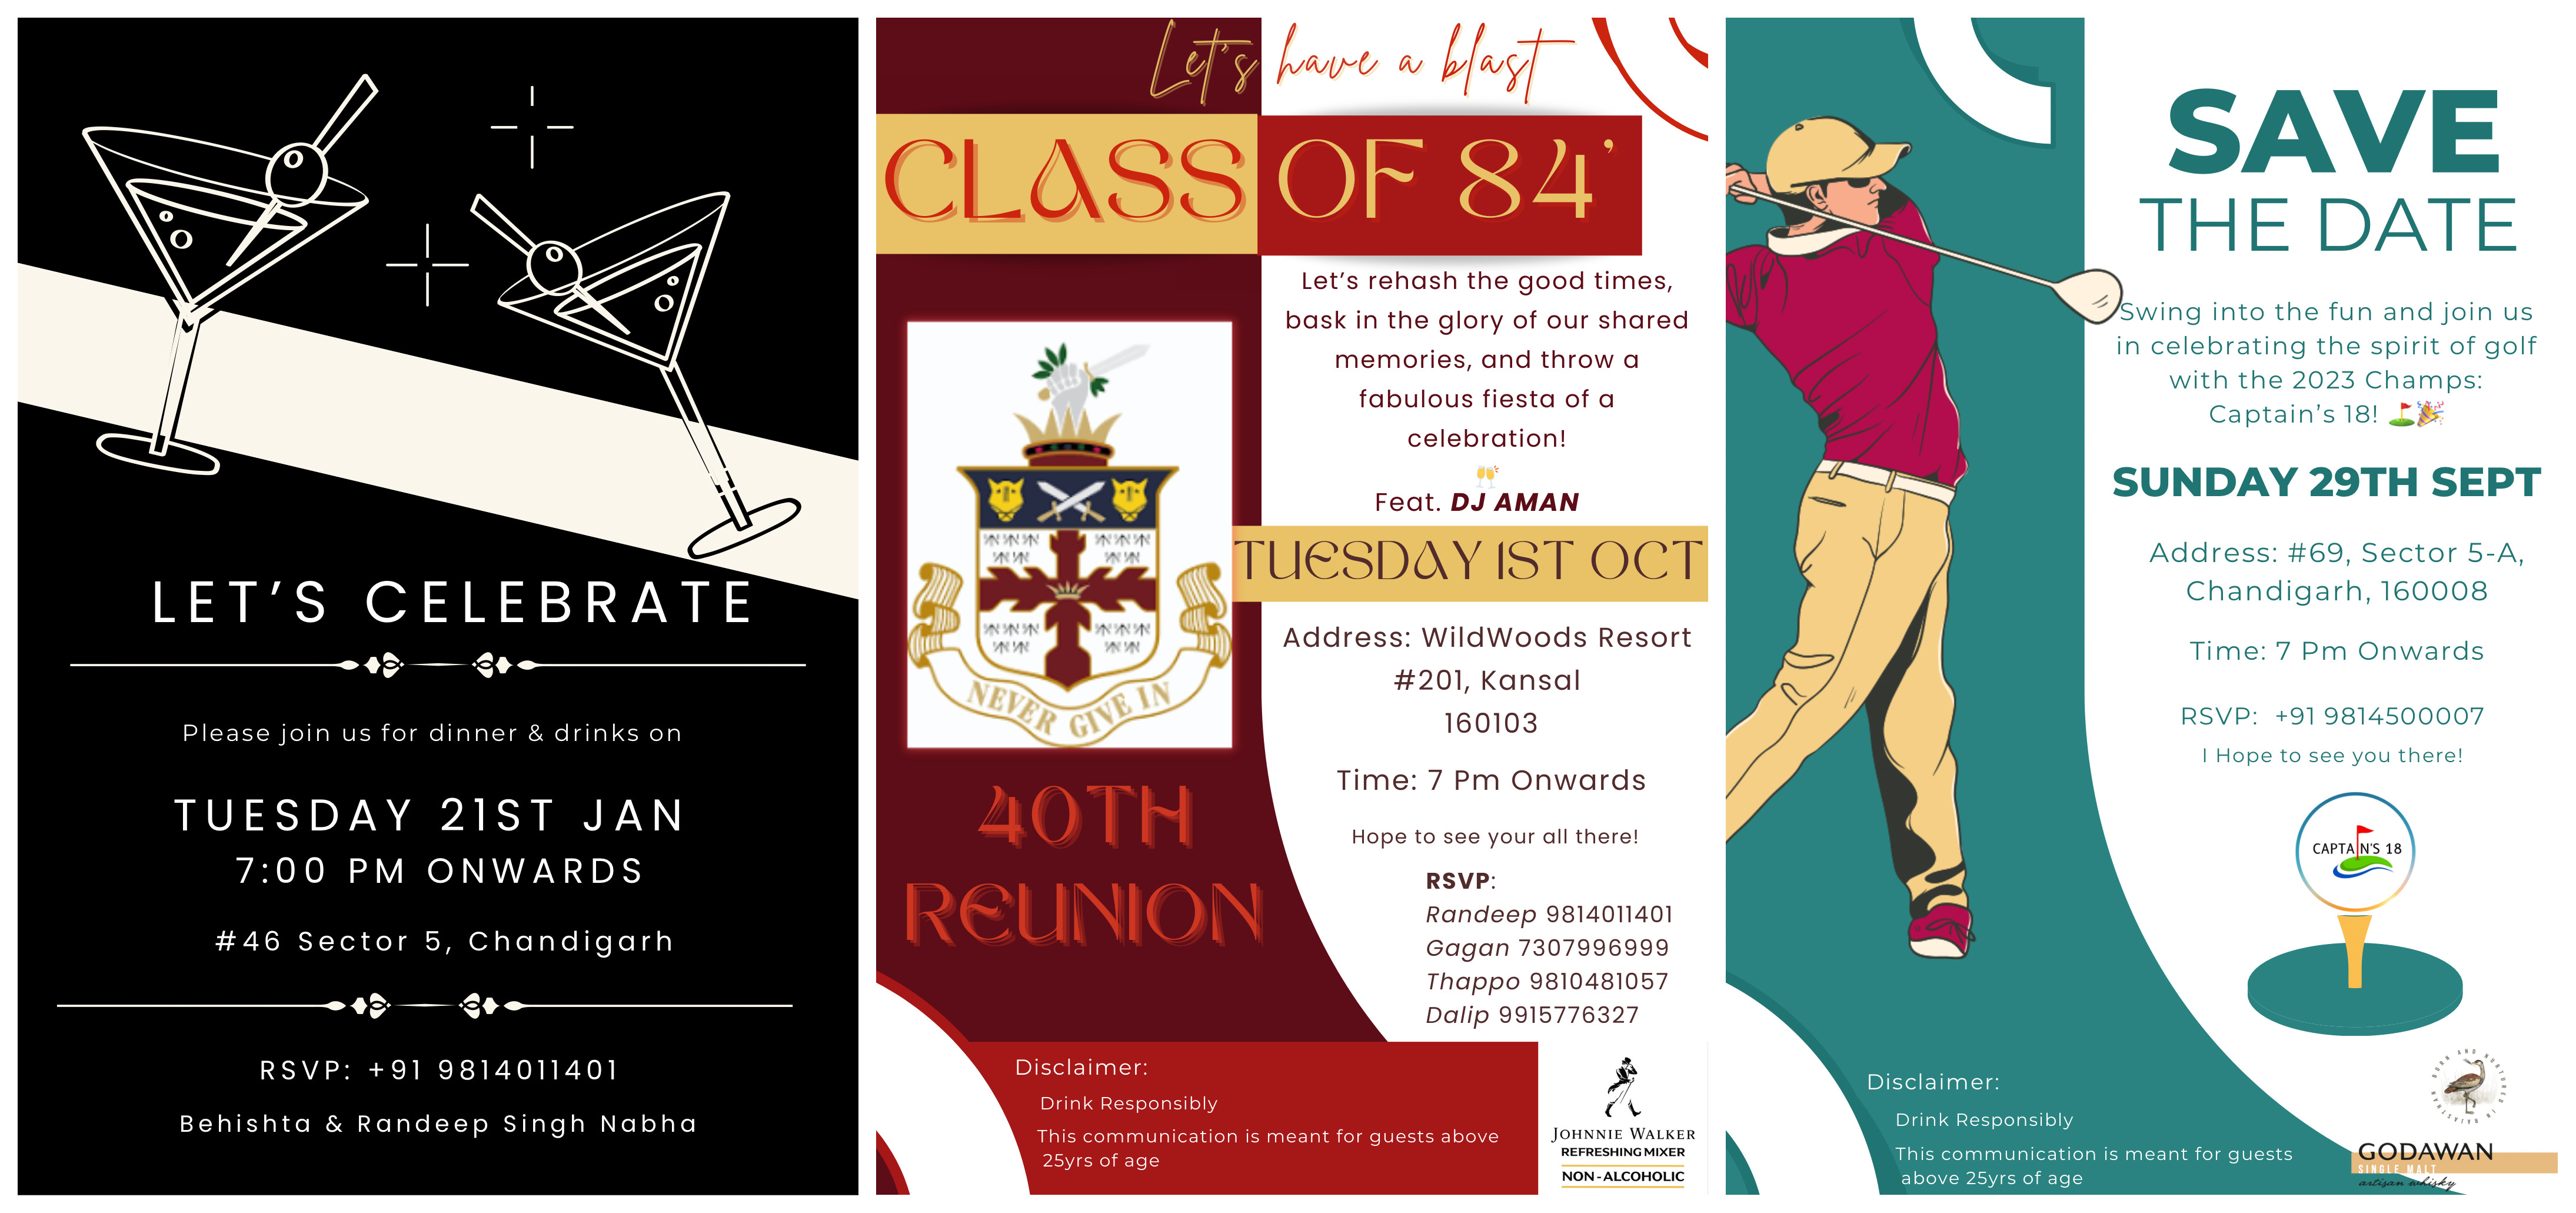 LET’S CELEBRATE
Please join us for dinner & drinks on
TUESDAY 21ST JAN
7:00 PM ONWARDS
#46 Sector 5, Chandigarh
RSVP: +91 9814011401
Behishta & Randeep Singh Nabha
Let's have a blast
CLASS OF 84’
Let’s rehash the good times,
bask in the glory of our shared
memories, and throw a
fabulous fiesta of a
celebration!
Feat. DJ AMAN
TUESDAY 1ST OCT
NEVER GIVE IN
Address: WildWoods Resort
#201, Kansal
160103
Time: 7 Pm Onwards
40TH
REUNION
Hope to see your all there!
RSVP:
Randeep 9814011401
Gagan 7307996999
Thappo 9810481057
Dalip 9915776327
Disclaimer:
Drink Responsibly
This communication is meant for guests above
25yrs of age
JOHNNIE WALKER
REFRESHING MIXER
NON-ALCOHOLIC
SAVE
THE DATE
Swing into the fun and join us
in celebrating the spirit of golf
with the 2023 Champs:
Captain’s 18!
SUNDAY 29TH SEPT
Address: #69, Sector 5-A,
Chandigarh, 160008
Time: 7 Pm Onwards
RSVP: +91 9814500007
I Hope to see you there!
CAPTAIN'S 18
BORN AND NURTURED IN RAJASTHAN
GODAWAN
SINGLE MALT
artisan whisky
Disclaimer:
Drink Responsibly
This communication is meant for guests
above 25yrs of age